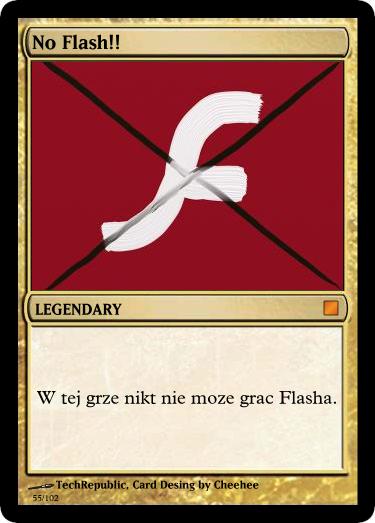 No Flash!!
LEGENDARY
W tej grze nikt nie moze grac Flasha.
TechRepublic, Card Desing by Cheehee
55/102